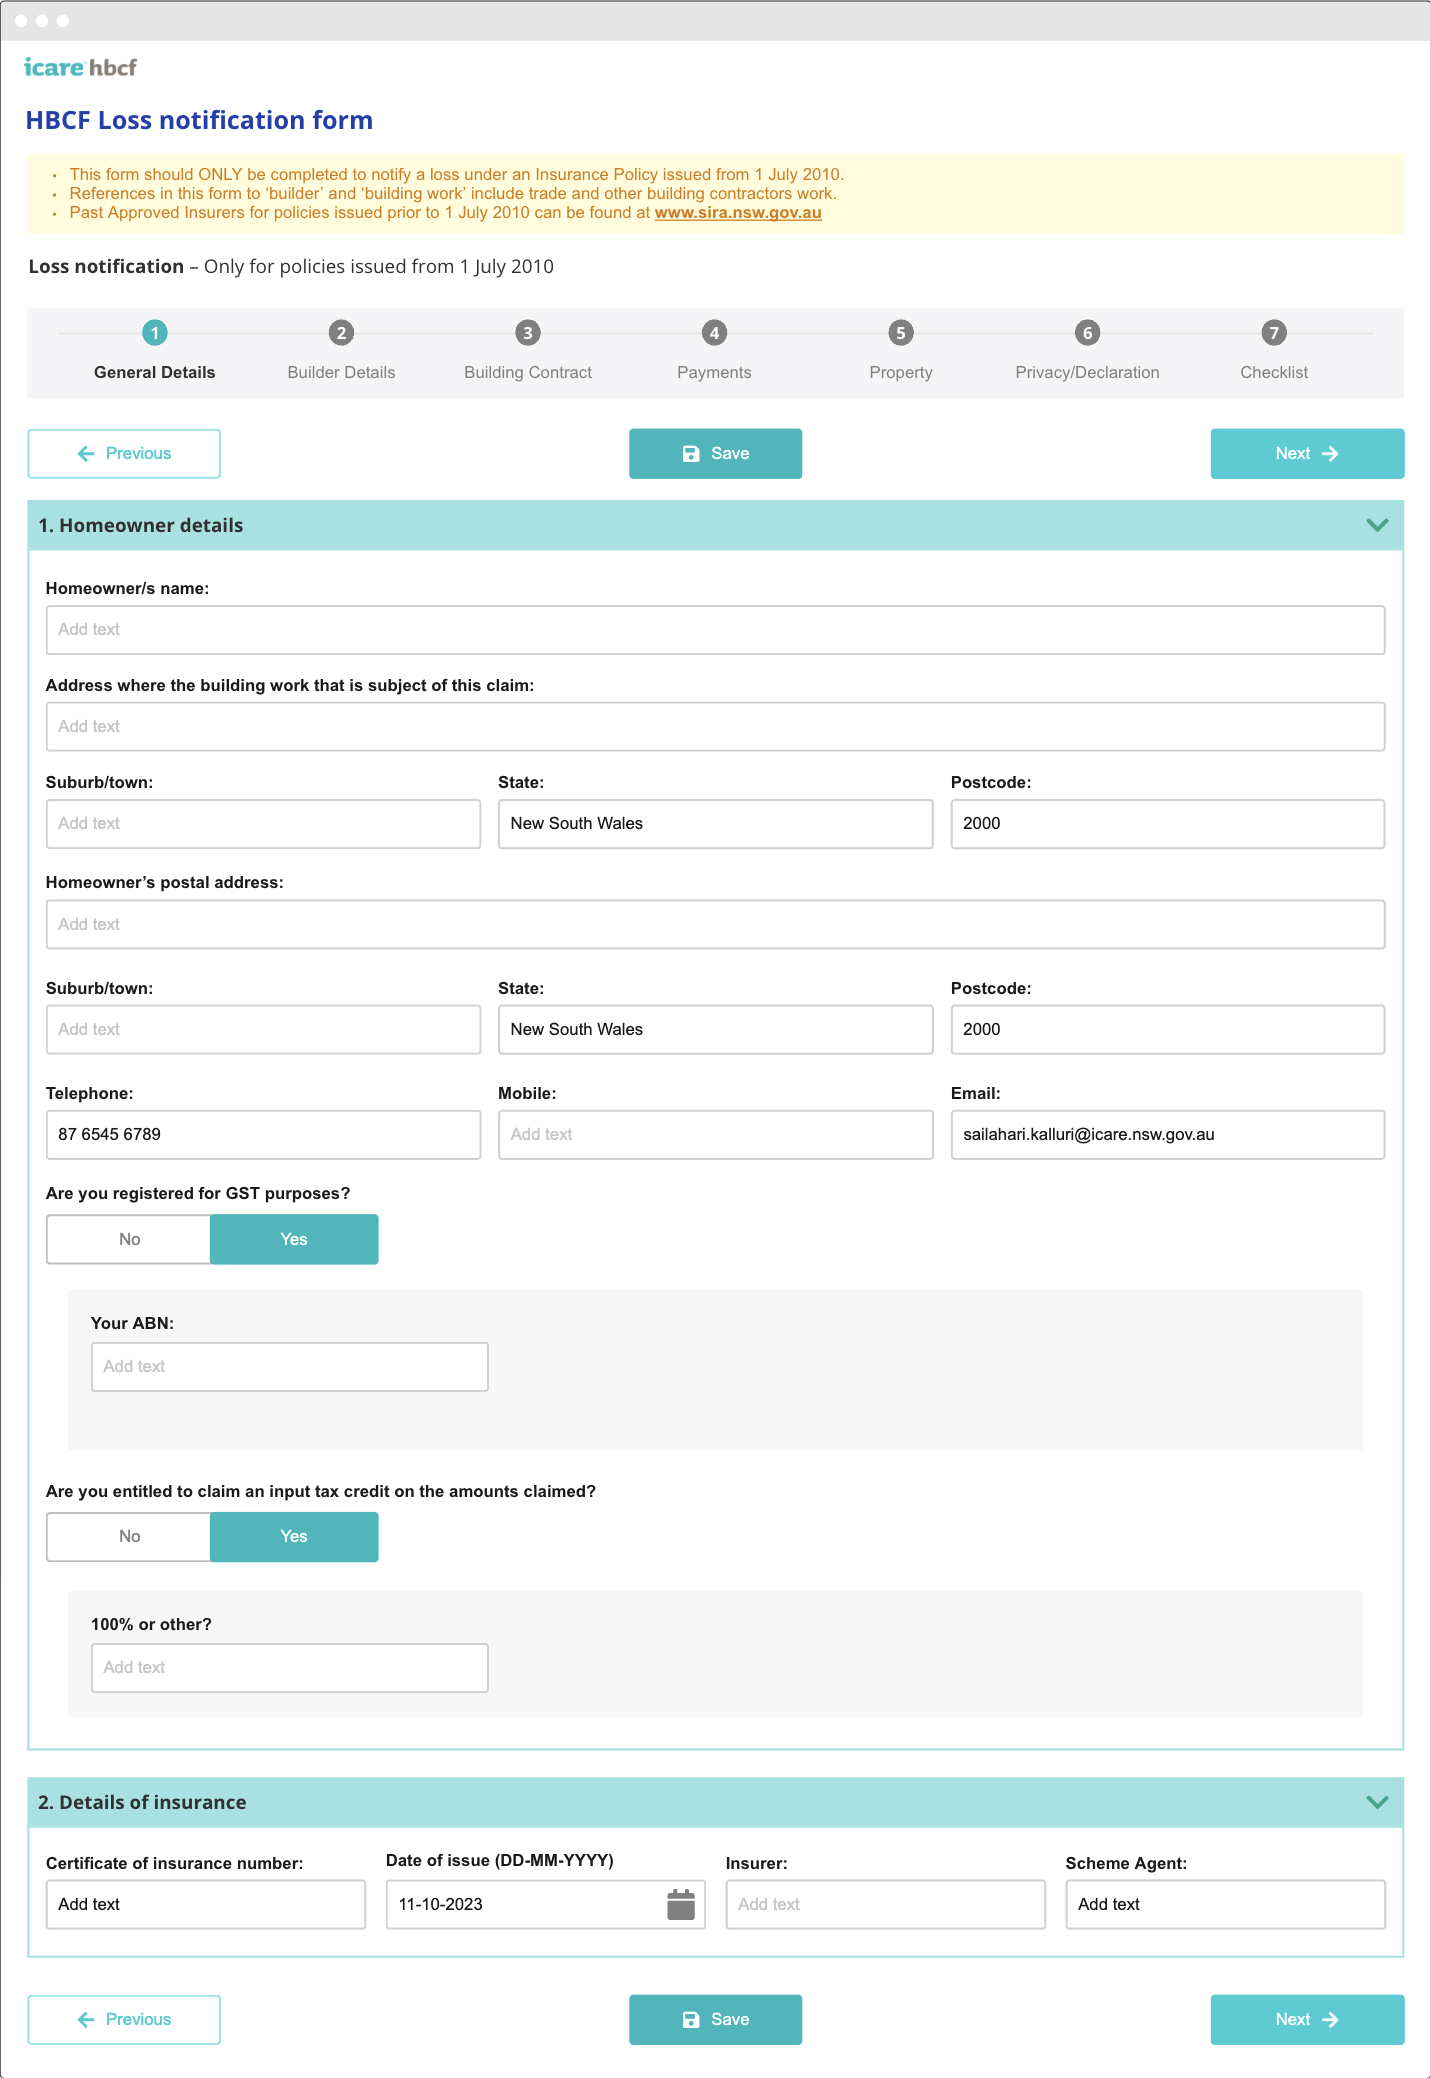 icare hbcf
HBCF Loss notification form
• This form should ONLY be completed to notify a loss under an Insurance Policy issued from 1 July 2010.
• References in this form to ‘builder’ and ‘building work’ include trade and other building contractors work.
• Past Approved Insurers for policies issued prior to 1 July 2010 can be found at www.sira.nsw.gov.au
Loss notification – Only for policies issued from 1 July 2010
1 2 3 4 5 6 7
General Details Builder Details Building Contract Payments Property Privacy/Declaration Checklist
Previous Save Next
1. Homeowner details
Homeowner/s name:
Add text
Address where the building work that is subject of this claim:
Add text
Suburb/town: State: Postcode:
Add text New South Wales 2000
Homeowner’s postal address:
Add text
Suburb/town: State: Postcode:
Add text New South Wales 2000
Telephone: Mobile: Email:
87 6545 6789 Add text sailahari.kalluri@icare.nsw.gov.au
Are you registered for GST purposes?
No Yes
Your ABN:
Add text
Are you entitled to claim an input tax credit on the amounts claimed?
No Yes
100% or other?
Add text
2. Details of insurance
Certificate of insurance number: Date of issue (DD-MM-YYYY) Insurer: Scheme Agent:
Add text 11-10-2023 Add text Add text
Previous Save Next